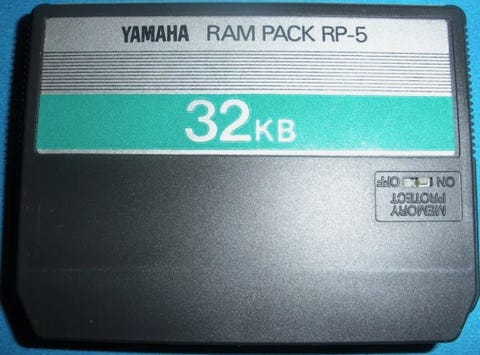 YAMAHA RAM PACK RP-5
32KB
MEMORY
PROTECT
ON OFF